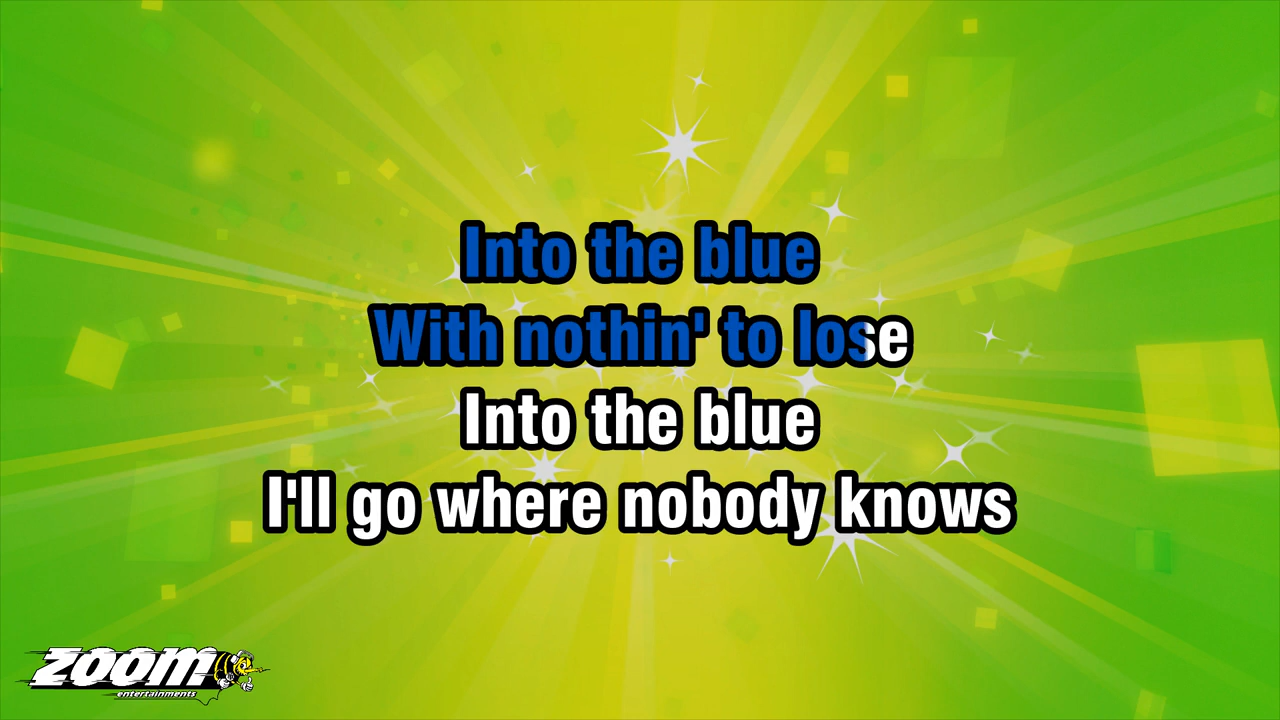 Into the blue
With nothin' to lose
Into the blue
I'll go where nobody knows
zoom
entertainments